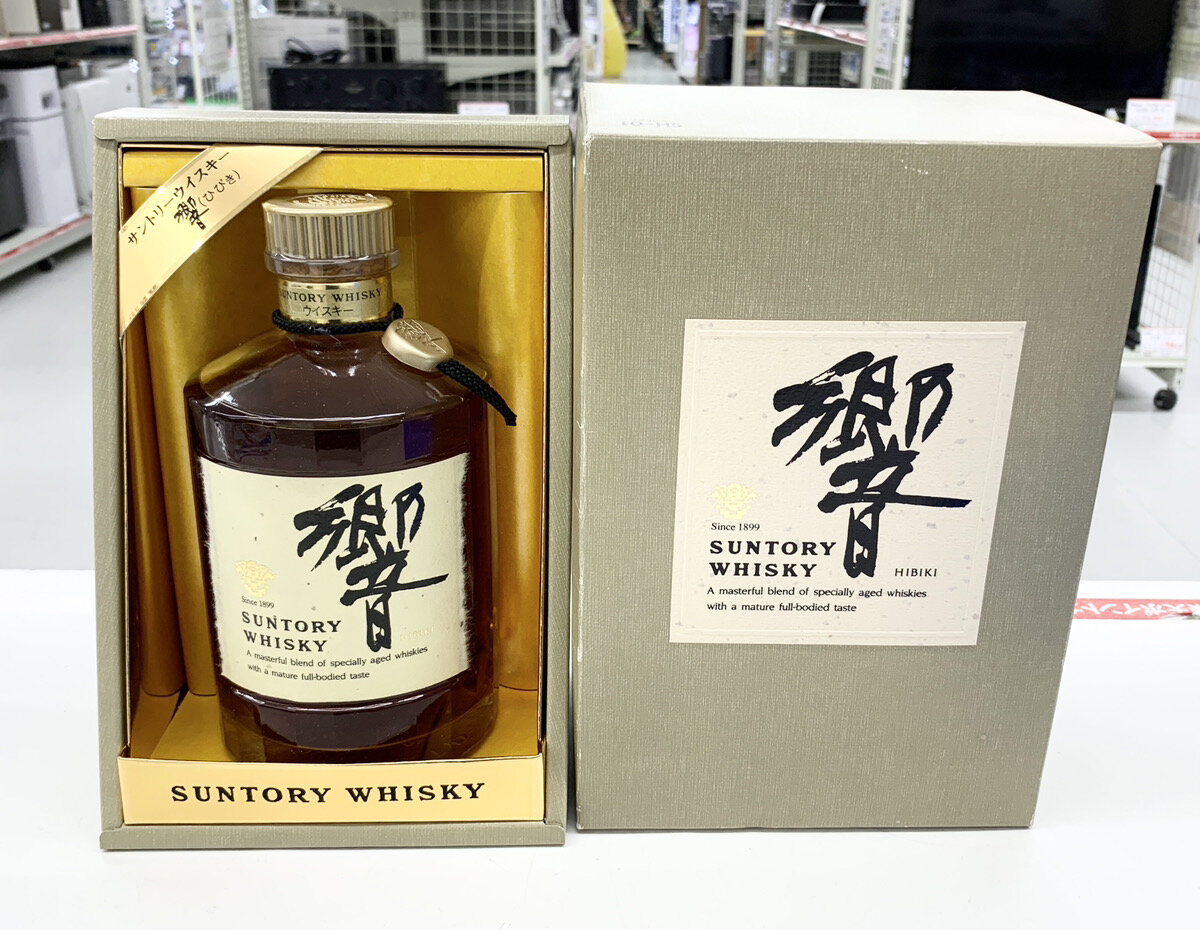 サントリーウイスキー
響(ひびき)
SUNTORY WHISKY
ウイスキー
響
Since 1899
SUNTORY
WHISKY
A masterful blend of specially aged whiskies
with a mature full-bodied taste
SUNTORY WHISKY
響
Since 1899
SUNTORY
WHISKY
HIBIKI
A masterful blend of specially aged whiskies
with a mature full-bodied taste